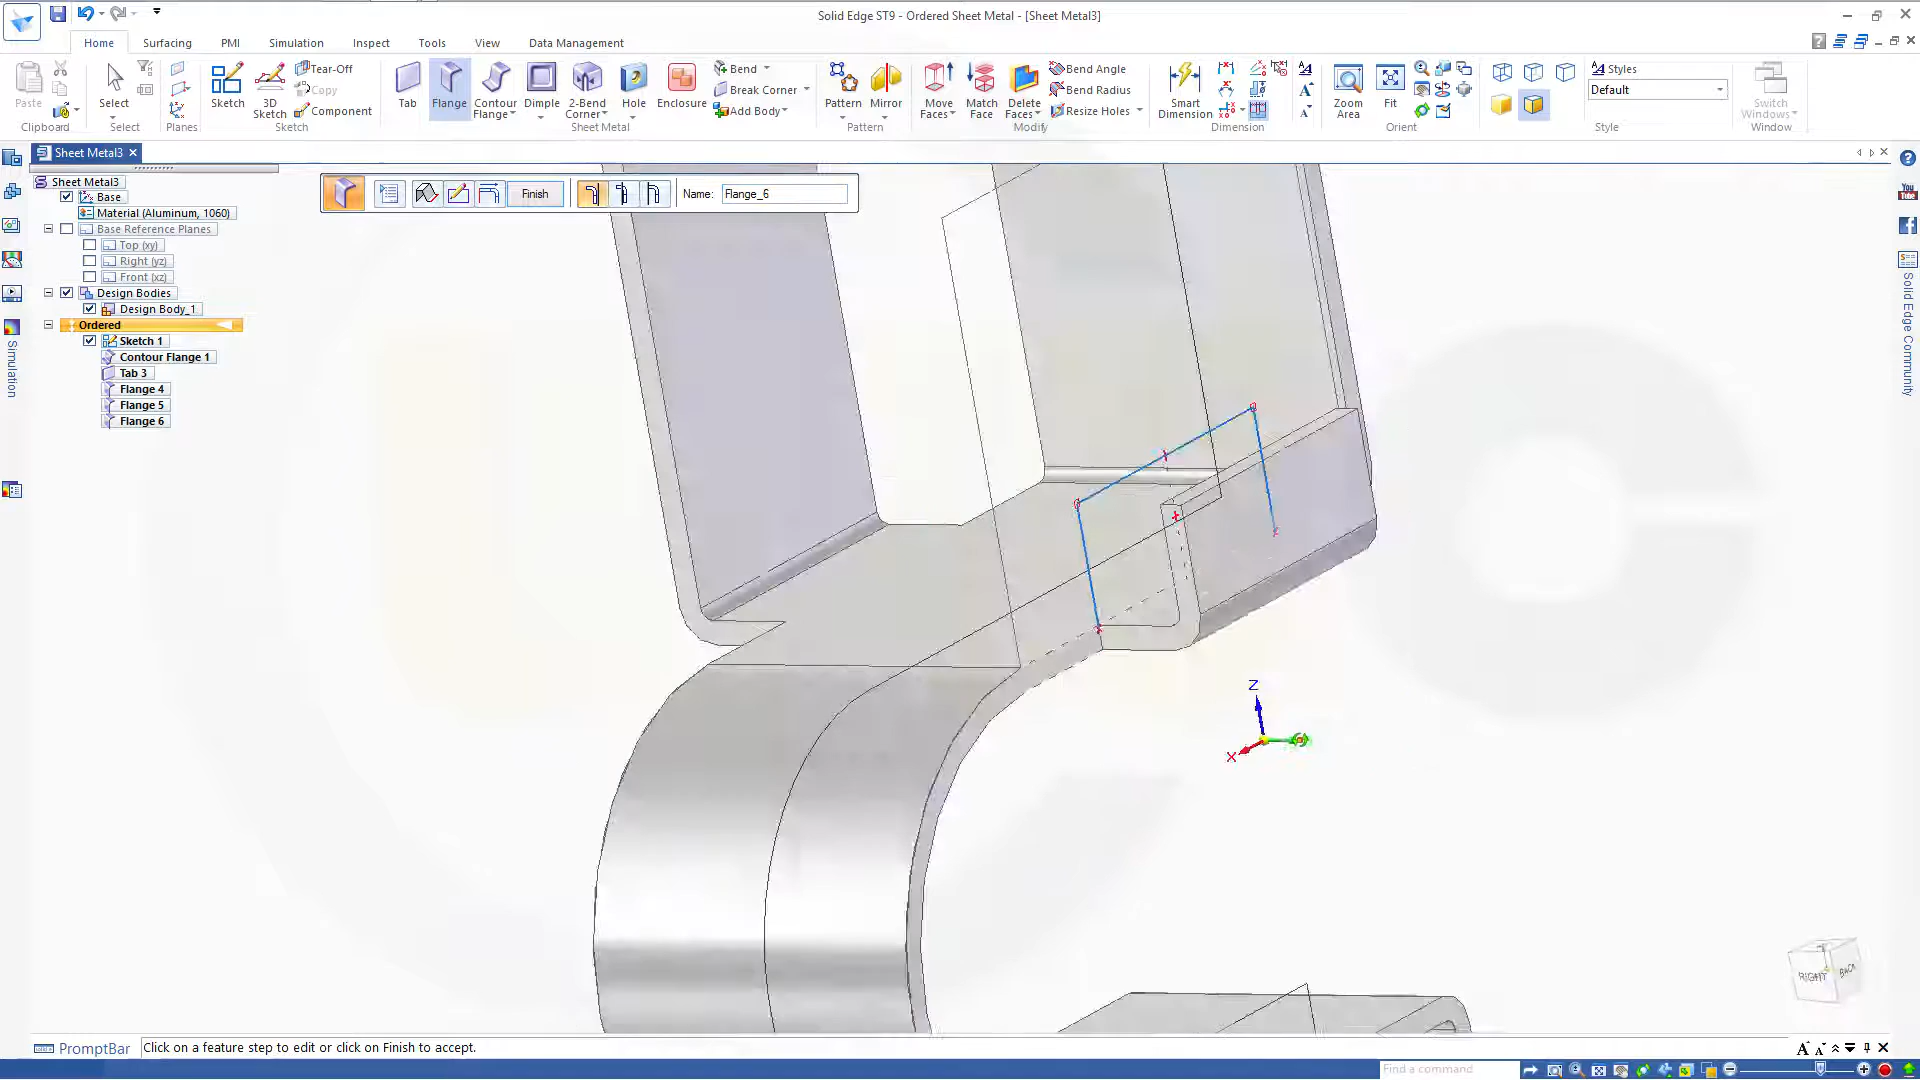 Solid Edge ST9 - Ordered Sheet Metal - [Sheet Metal3]
Home
Surfacing
PMI
Simulation
Inspect
Tools
View
Data Management
Paste
Clipboard
Select
Select
Planes
Sketch
3D Sketch
Tear-Off
Copy
Component
Sketch
Tab
Flange
Contour Flange
Dimple
2-Bend Corner
Hole
Enclosure
Bend
Break Corner
Add Body
Sheet Metal
Pattern
Mirror
Pattern
Move Faces
Match Face
Delete Faces
Bend Angle
Bend Radius
Resize Holes
Modify
Smart Dimension
Dimension
Zoom Area
Fit
Orient
Styles
Default
Style
Switch Windows
Window
Sheet Metal3
Sheet Metal3
Base
Material (Aluminum, 1060)
Base Reference Planes
Top (xy)
Right (yz)
Front (xz)
Design Bodies
Design Body_1
Ordered
Sketch 1
Contour Flange 1
Tab 3
Flange 4
Flange 5
Flange 6
Simulation
Finish
Name:
Flange_6
You Tube
Solid Edge Community
Z
X
RIGHT
BACK
PromptBar
Click on a feature step to edit or click on Finish to accept.
Find a command